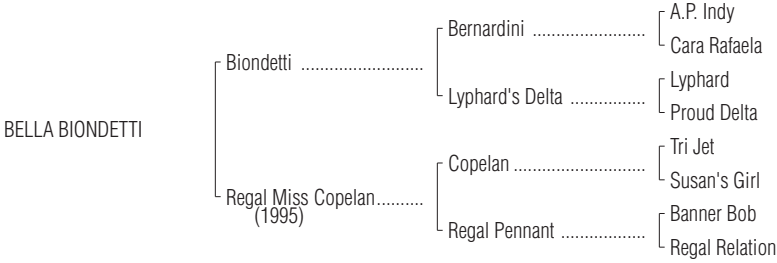 A.P. Indy
Bernardini ........................
Cara Rafaela
Biondetti ..........................
Lyphard
Lyphard's Delta ................
Proud Delta
BELLA BIONDETTI
Tri Jet
Copelan ............................
Susan's Girl
Regal Miss Copelan..........
(1995)
Banner Bob
Regal Pennant ..................
Regal Relation